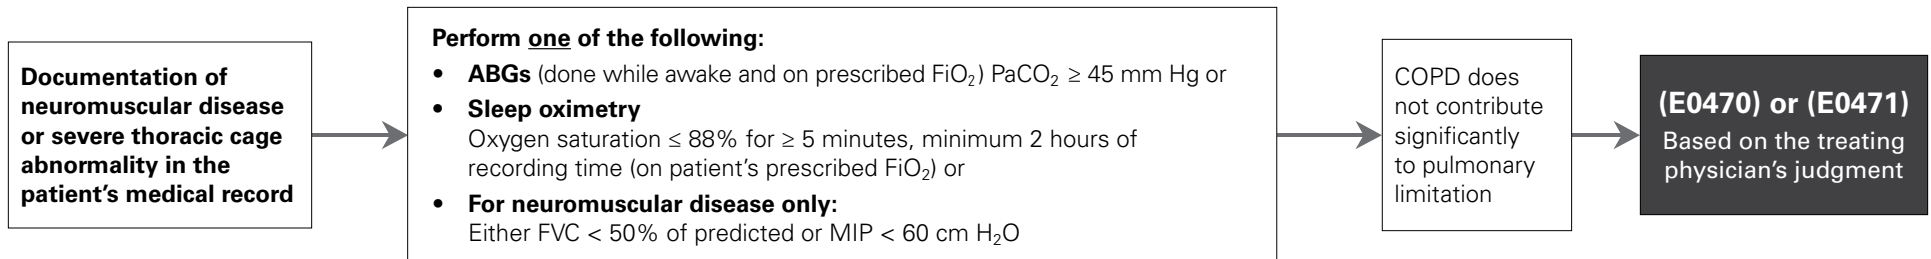 Documentation of
neuromuscular disease
or severe thoracic cage
abnormality in the
patient’s medical record
Perform one of the following:
• ABGs (done while awake and on prescribed FiO₂) PaCO₂ ≥ 45 mm Hg or
• Sleep oximetry
Oxygen saturation ≤ 88% for ≥ 5 minutes, minimum 2 hours of
recording time (on patient’s prescribed FiO₂) or
• For neuromuscular disease only:
Either FVC < 50% of predicted or MIP < 60 cm H₂O
COPD does
not contribute
significantly
to pulmonary
limitation
(E0470) or (E0471)
Based on the treating
physician’s judgment